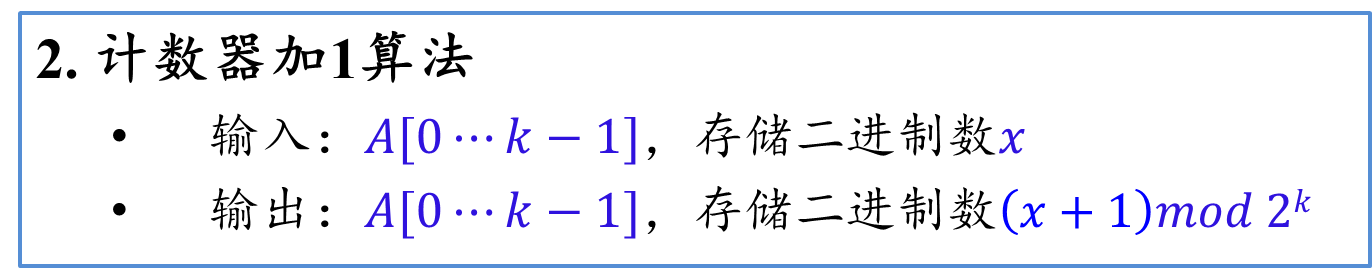 2. 计数器加1算法
• 输入：A[0 ⋯ k − 1]，存储二进制数x
• 输出：A[0 ⋯ k − 1]，存储二进制数(x + 1)mod 2ᵏ